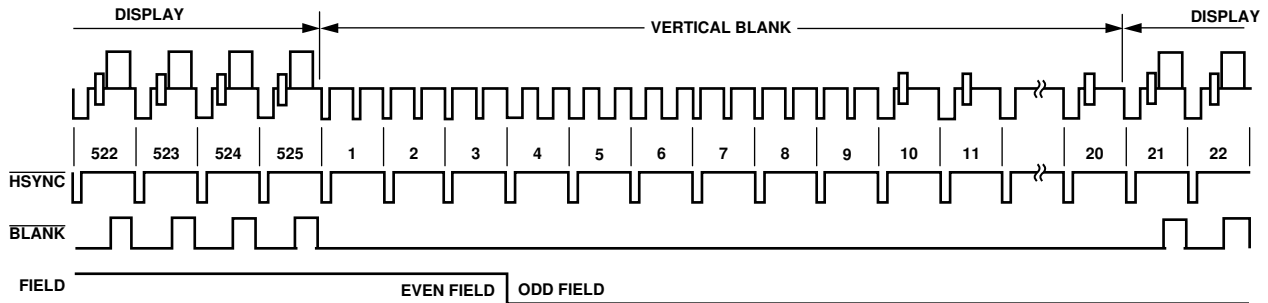 DISPLAY VERTICAL BLANK DISPLAY
522 523 524 525 1 2 3 4 5 6 7 8 9 10 11 20 21 22
HSYNC
BLANK
FIELD EVEN FIELD ODD FIELD